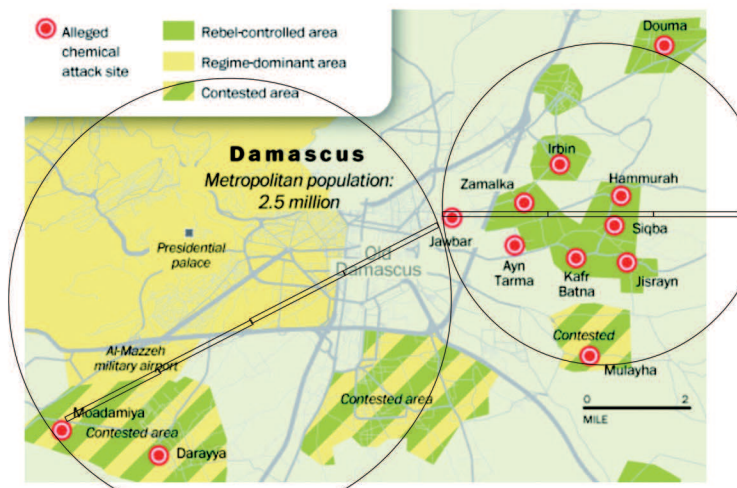 Alleged
chemical
attack site
Rebel-controlled area
Regime-dominant area
Contested area
Douma
Damascus
Metropolitan population:
2.5 million
Irbin
Hammurah
Zamalka
Presidential
palace
Old
Damascus
Jawbar
Siqba
Ayn
Tarma
Kafr
Batna
Jisrayn
Contested
Mulayha
Al-Mazzeh
military airport
Moadamiya
Contested area
Darayya
Contested area
0 2
MILE